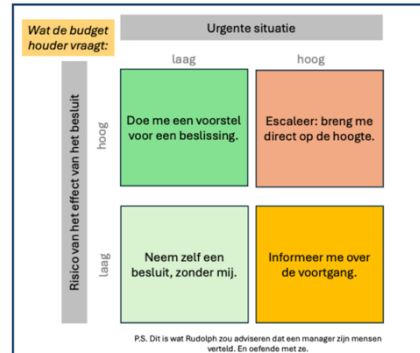 Wat de budget
houder vraagt:
Urgente situatie
laag
hoog
Risico van het effect van het besluit
hoog
laag
Doe me een voorstel
voor een beslissing.
Escaleer: breng me
direct op de hoogte.
Neem zelf een
besluit, zonder mij.
Informeer me over
de voortgang.
P.S. Dit is wat Rudolph zou adviseren dat een manager zijn mensen
verteld. En oefende met ze.